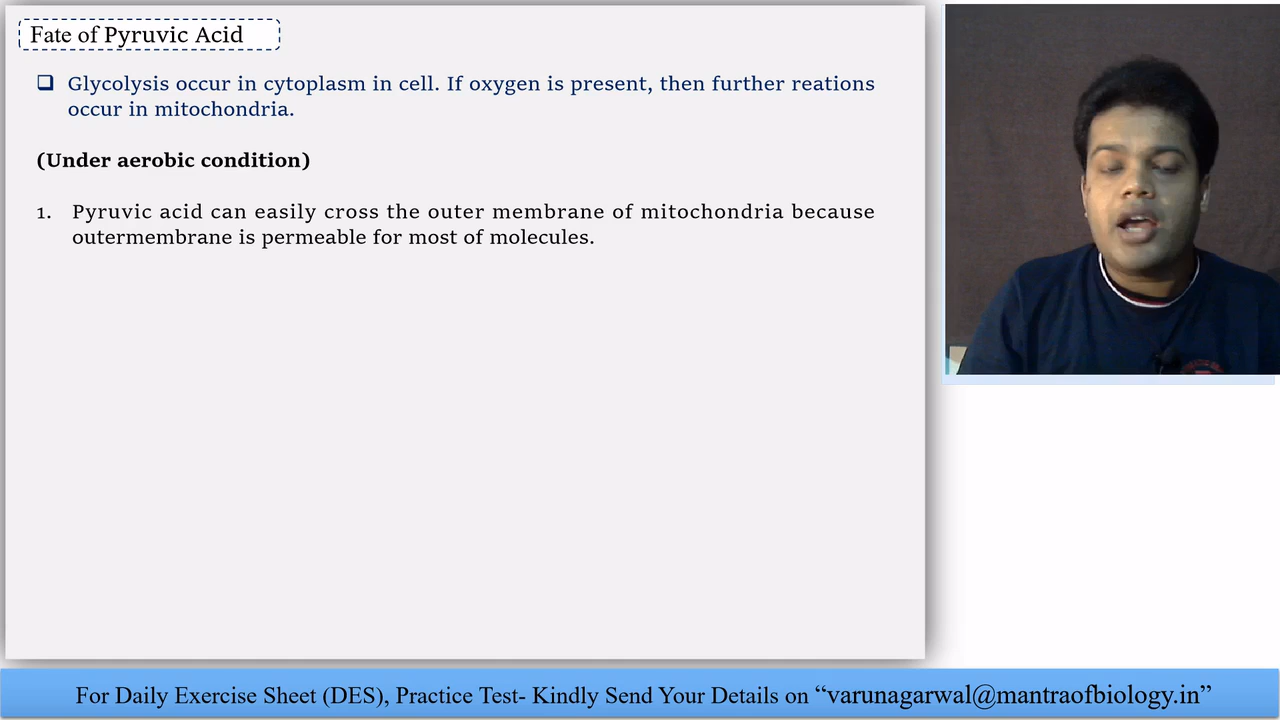 Fate of Pyruvic Acid
❑ Glycolysis occur in cytoplasm in cell. If oxygen is present, then further reations
occur in mitochondria.
(Under aerobic condition)
1. Pyruvic acid can easily cross the outer membrane of mitochondria because
outermembrane is permeable for most of molecules.
For Daily Exercise Sheet (DES), Practice Test- Kindly Send Your Details on “varunagarwal@mantraofbiology.in”